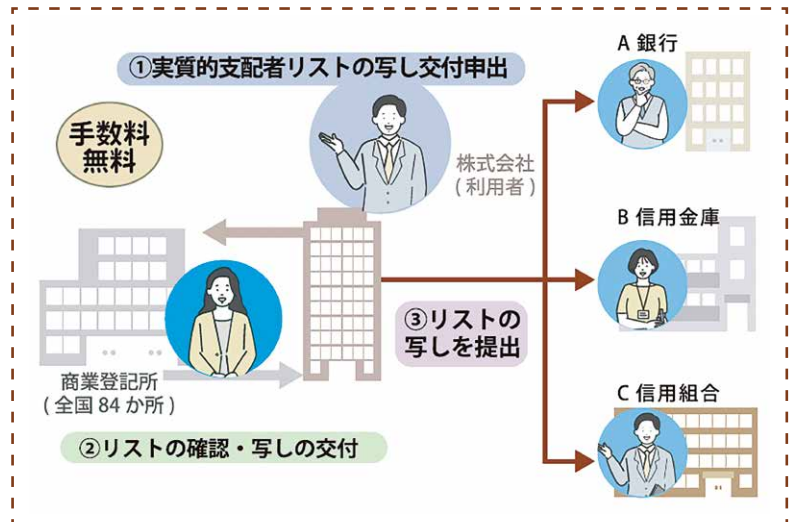 ①実質的支配者リストの写し交付申出
手数料
無料
株式会社
(利用者)
A 銀行
B 信用金庫
③リストの
写しを提出
商業登記所
(全国 84 か所)
C 信用組合
②リストの確認・写しの交付